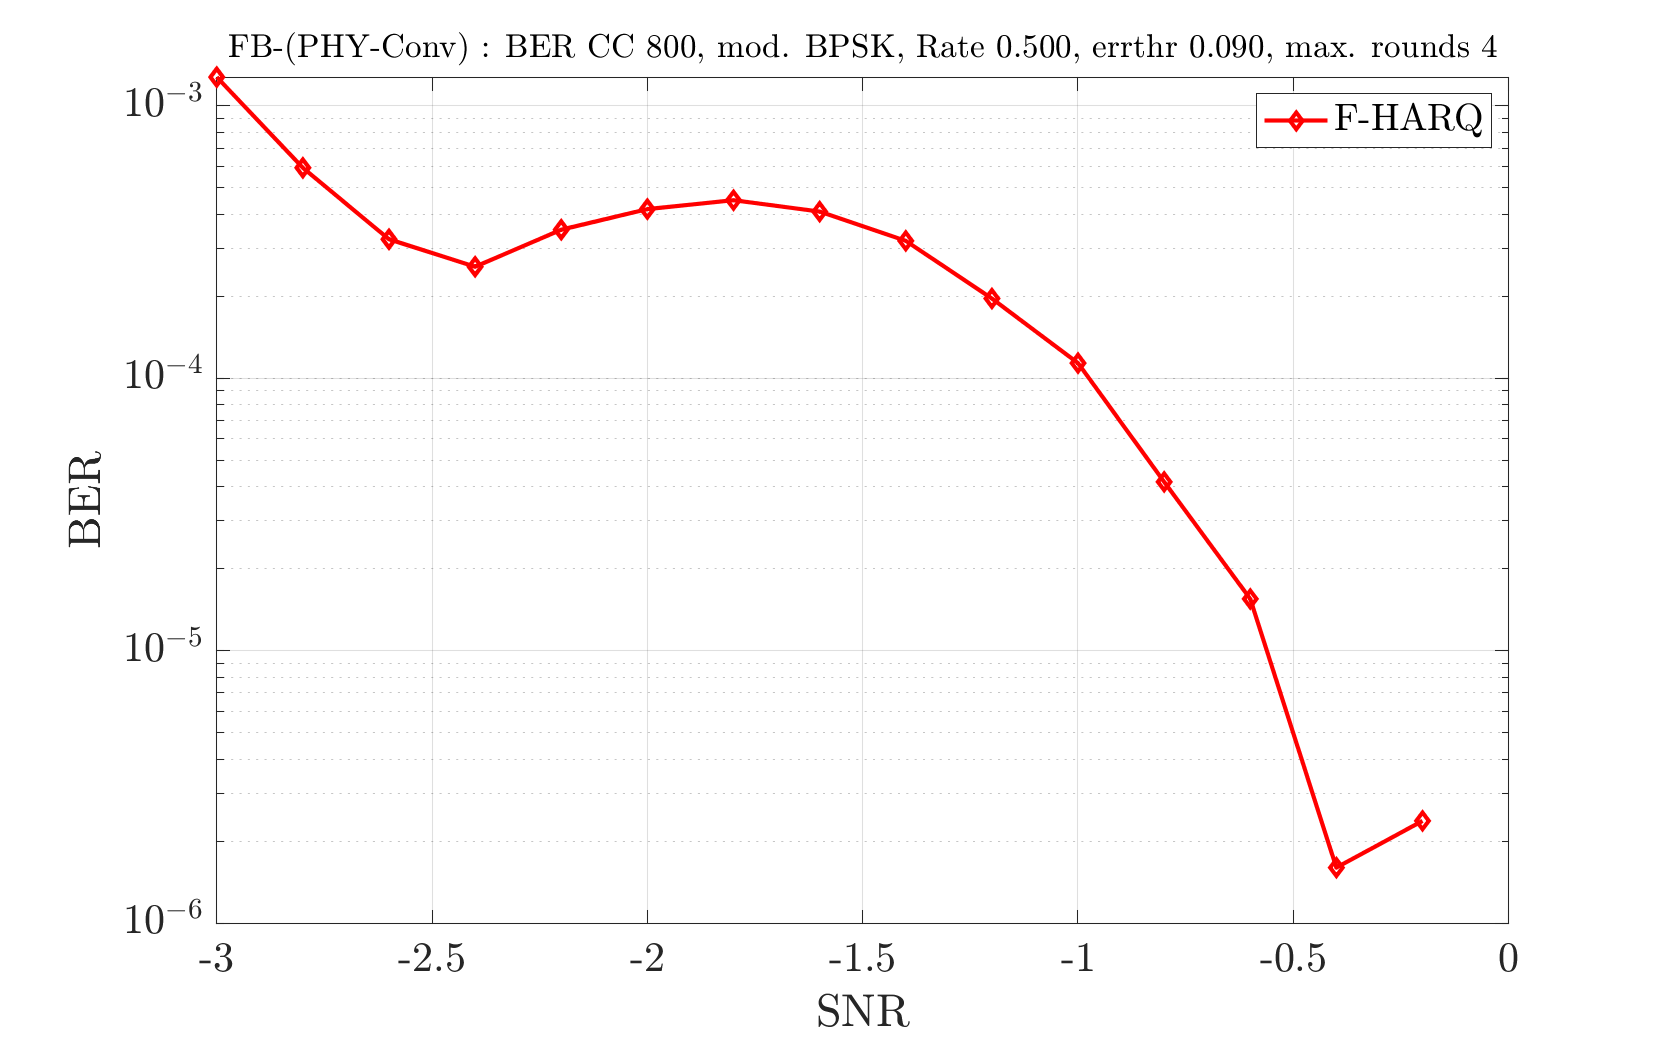 FB-(PHY-Conv) : BER CC 800, mod. BPSK, Rate 0.500, errthr 0.090, max. rounds 4
F-HARQ
10⁻³
10⁻⁴
10⁻⁵
10⁻⁶
BER
-3 -2.5 -2 -1.5 -1 -0.5 0
SNR